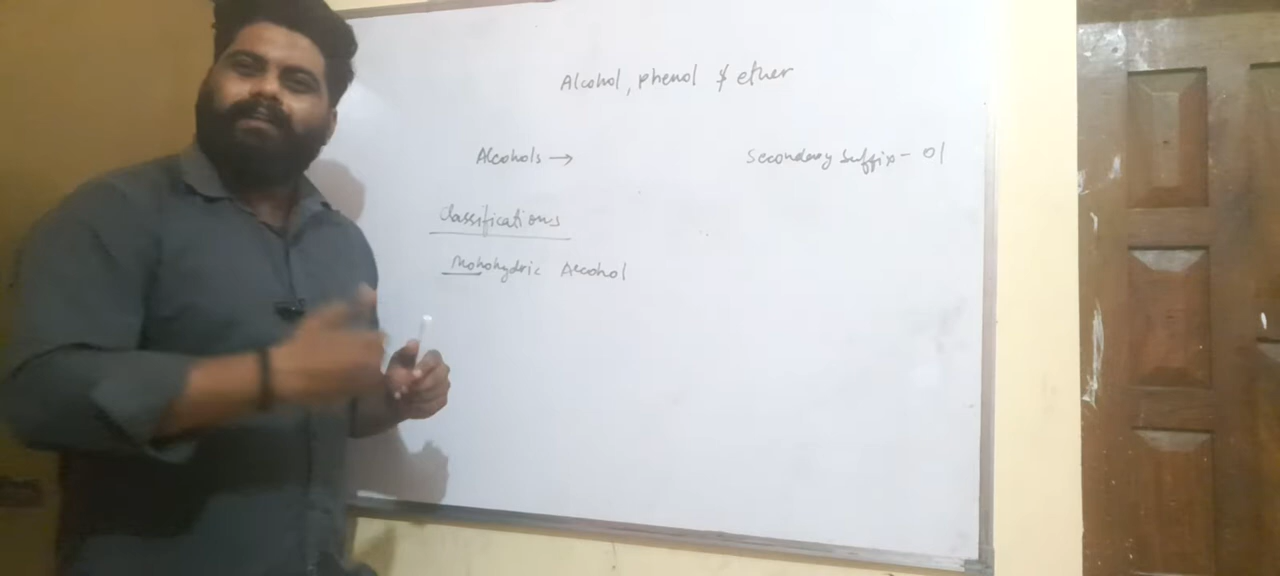 Alcohol, phenol & ether
Alcohols → Secondary Suffix - ol
Classifications
Monohydric Alcohol